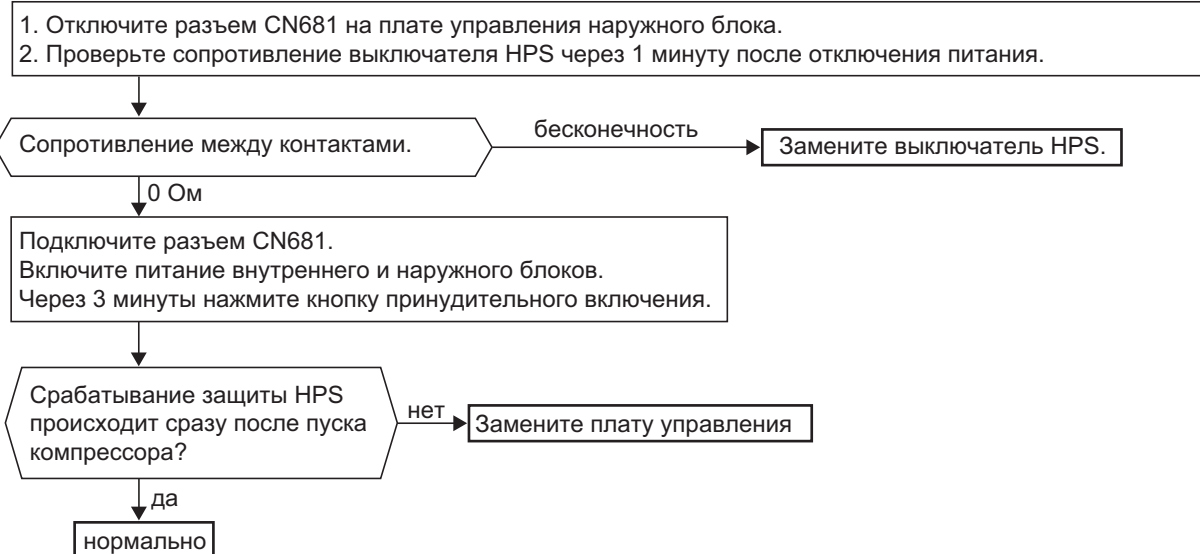 1. Отключите разъем CN681 на плате управления наружного блока.
2. Проверьте сопротивление выключателя HPS через 1 минуту после отключения питания.
Сопротивление между контактами.
бесконечность
Замените выключатель HPS.
0 Ом
Подключите разъем CN681.
Включите питание внутреннего и наружного блоков.
Через 3 минуты нажмите кнопку принудительного включения.
Срабатывание защиты HPS
происходит сразу после пуска
компрессора?
нет
Замените плату управления
да
нормально